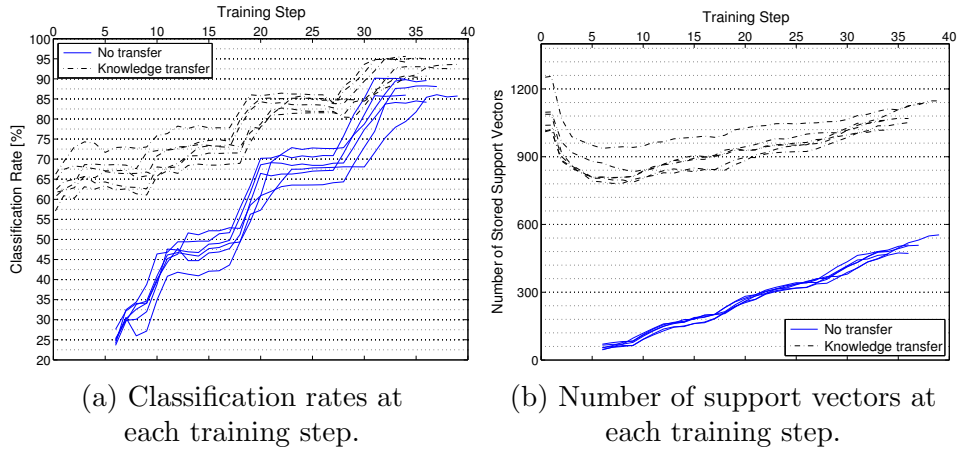 Training Step
0 5 10 15 20 25 30 35 40
100
95
90
85
80
75
70
65
60
55
50
45
40
35
30
25
20
Classification Rate [%]
No transfer
Knowledge transfer
(a) Classification rates at
each training step.
Training Step
0 5 10 15 20 25 30 35 40
1200
900
600
300
0
Number of Stored Support Vectors
No transfer
Knowledge transfer
(b) Number of support vectors at
each training step.